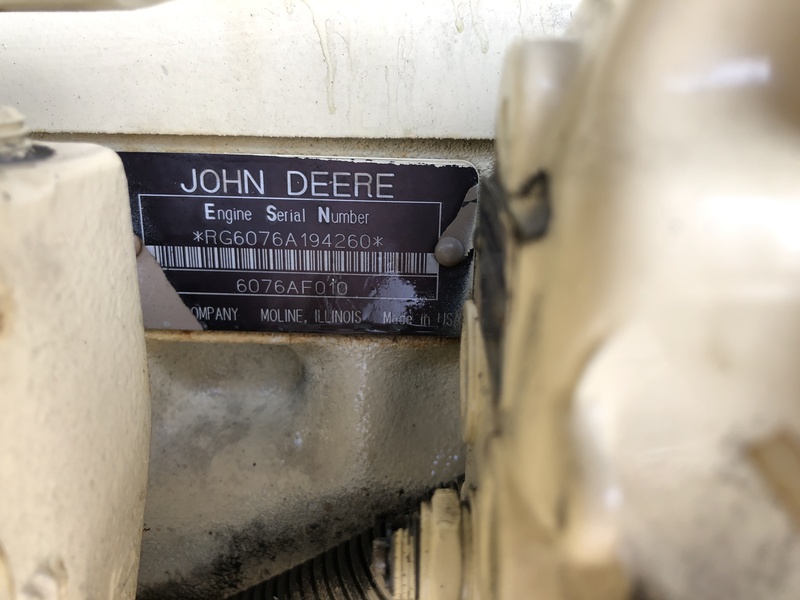 JOHN DEERE
Engine Serial Number
*RG6076A194260*
6076AF010
OMPANY MOLINE, ILLINOIS Made in USA